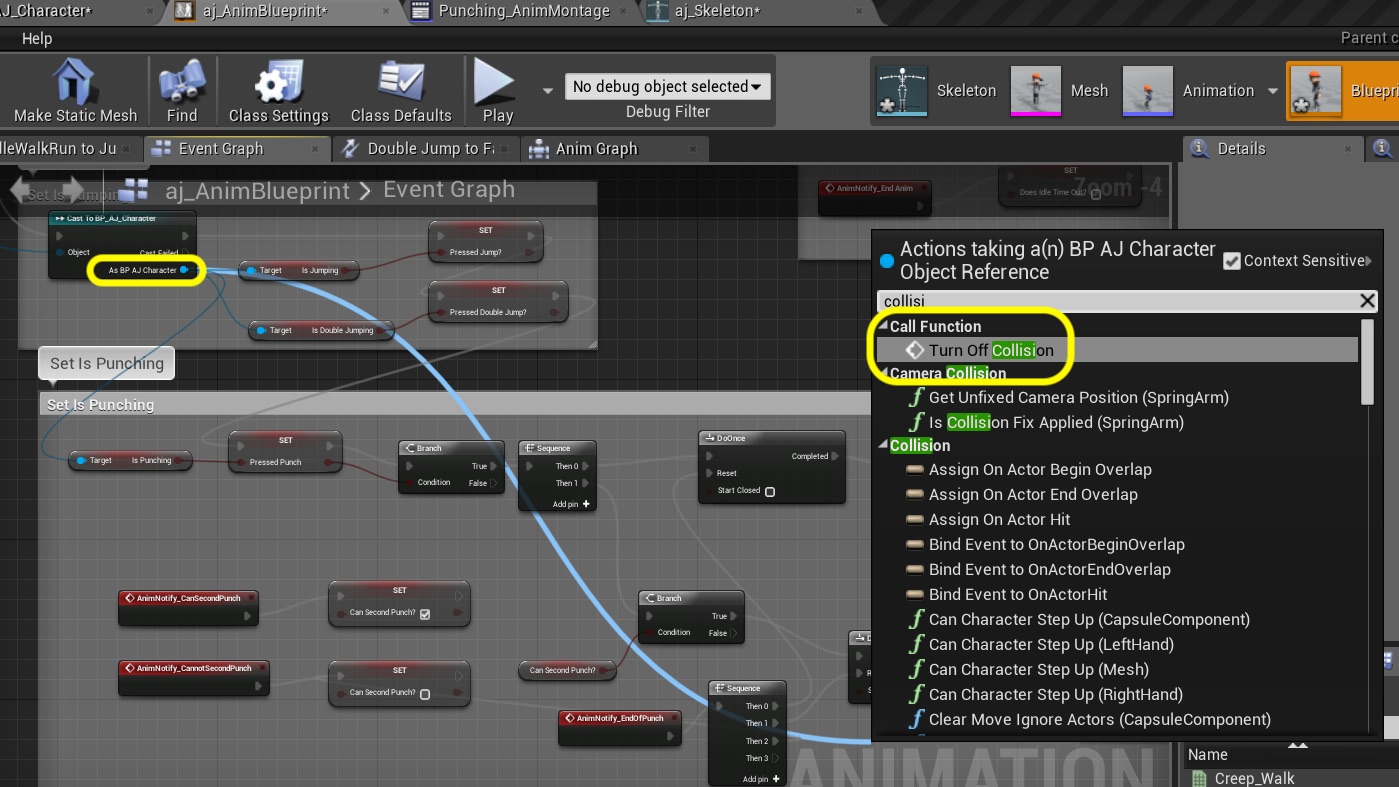 J_Character*
aj_AnimBlueprint*
Punching_AnimMontage
aj_Skeleton*
Help
Parent c
Make Static Mesh
Find
Class Settings
Class Defaults
Play
No debug object selected
Debug Filter
Skeleton
Mesh
Animation
Bluepri
dleWalkRun to Ju
Event Graph
Double Jump to Fa
Anim Graph
Details
Set Is Jumping
aj_AnimBlueprint > Event Graph
Zoom -4
Cast To BP_AJ_Character
Object
Cast Failed
As BP AJ Character
Target Is Jumping
SET
Pressed Jump?
Target Is Double Jumping
SET
Pressed Double Jump?
AnimNotify_End Anim
SET
Does Idle Time Out?
Set Is Punching
Set Is Punching
Target Is Punching
SET
Pressed Punch
Branch
True
Condition False
Sequence
Then 0
Then 1
Add pin +
DoOnce
Completed
Reset
Start Closed
AnimNotify_CanSecondPunch
SET
Can Second Punch?
AnimNotify_CannotSecondPunch
SET
Can Second Punch?
Can Second Punch?
Branch
True
Condition False
AnimNotify_EndOfPunch
Sequence
Then 0
Then 1
Then 2
Then 3
Add pin +
ANIMATION
Actions taking a(n) BP AJ Character
Object Reference
Context Sensitive
collisi
Call Function
Turn Off Collision
Camera Collision
Get Unfixed Camera Position (SpringArm)
Is Collision Fix Applied (SpringArm)
Collision
Assign On Actor Begin Overlap
Assign On Actor End Overlap
Assign On Actor Hit
Bind Event to OnActorBeginOverlap
Bind Event to OnActorEndOverlap
Bind Event to OnActorHit
Can Character Step Up (CapsuleComponent)
Can Character Step Up (LeftHand)
Can Character Step Up (Mesh)
Can Character Step Up (RightHand)
Clear Move Ignore Actors (CapsuleComponent)
Name
Creep_Walk